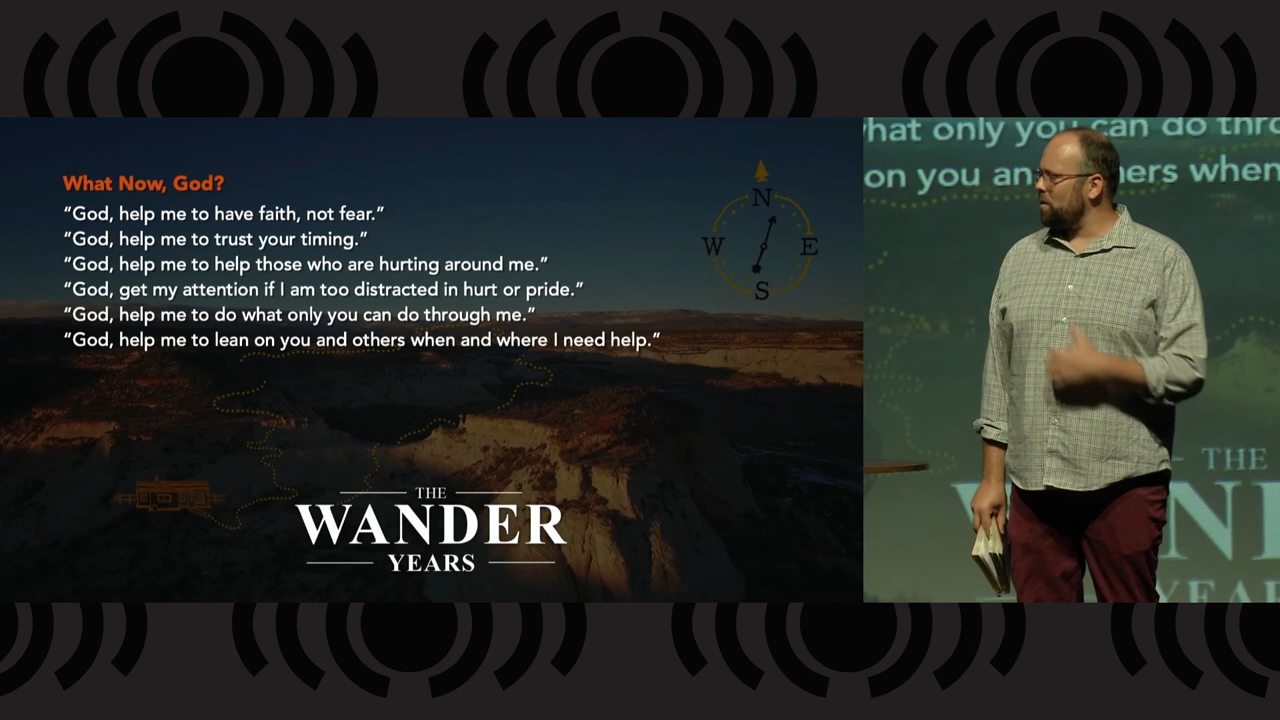 What Now, God?
“God, help me to have faith, not fear.”
“God, help me to trust your timing.”
“God, help me to help those who are hurting around me.”
“God, get my attention if I am too distracted in hurt or pride.”
“God, help me to do what only you can do through me.”
“God, help me to lean on you and others when and where I need help.”
N
W E
S
THE
WANDER
YEARS
what only you can do thro
on you an hers when
THE
W ND
YEA